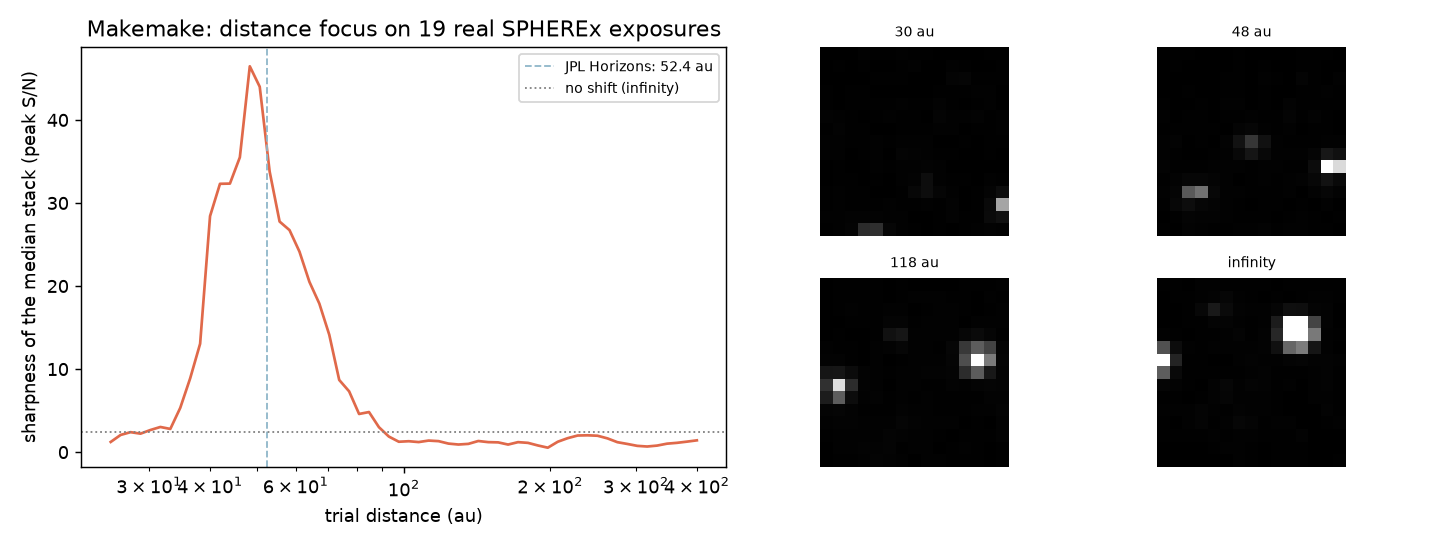 Makemake: distance focus on 19 real SPHEREx exposures
sharpness of the median stack (peak S/N)
40
30
20
10
0
JPL Horizons: 52.4 au
no shift (infinity)
3 × 10¹ 4 × 10¹ 6 × 10¹ 10² 2 × 10² 3 × 10² 4 × 10²
trial distance (au)
30 au
48 au
118 au
infinity